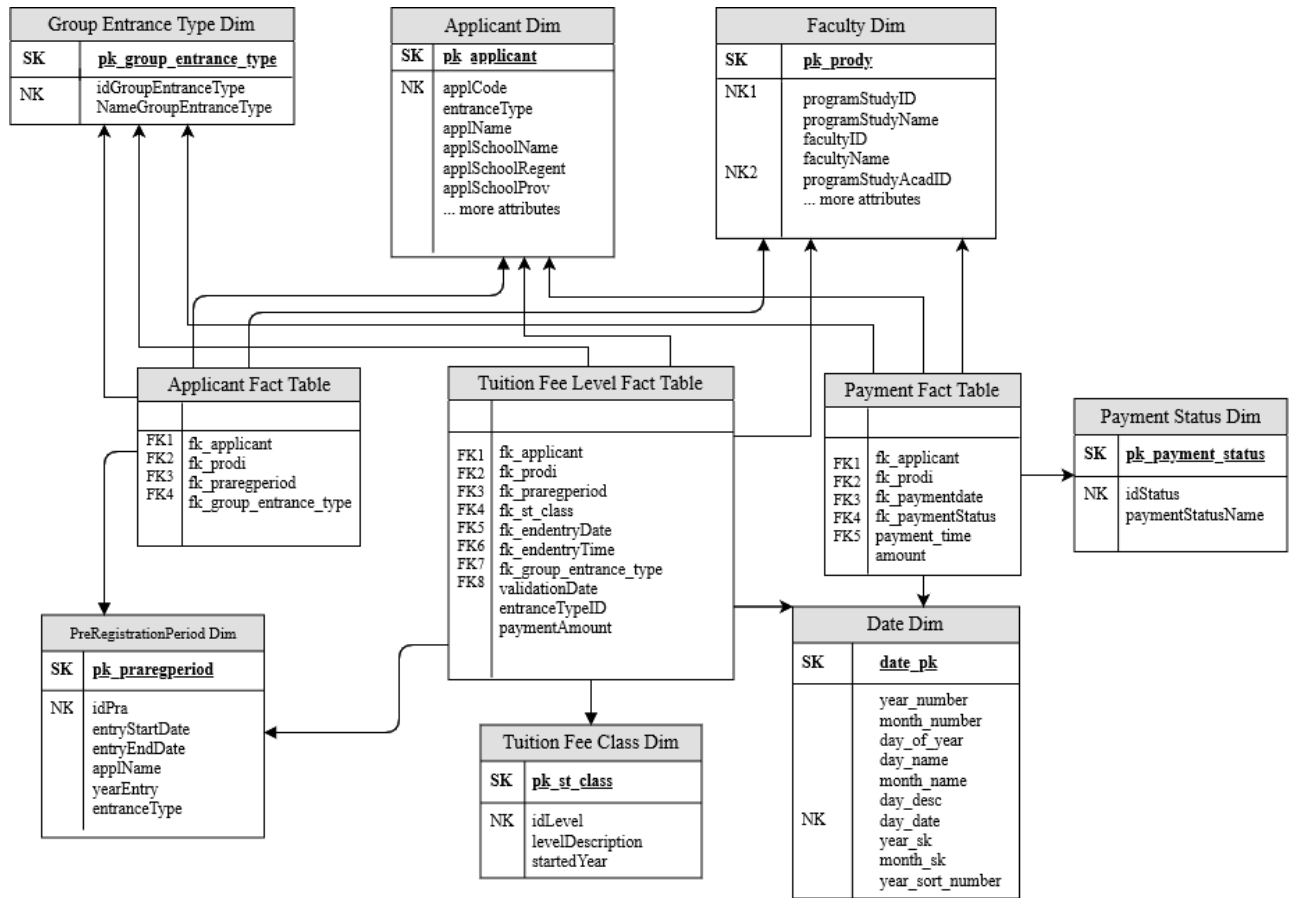 Group Entrance Type Dim
SK pk_group_entrance_type
NK idGroupEntranceType
NameGroupEntranceType
Applicant Dim
SK pk_applicant
NK applCode
entranceType
applName
applSchoolName
applSchoolRegent
applSchoolProv
... more attributes
Faculty Dim
SK pk_prody
NK1
programStudyID
programStudyName
facultyID
facultyName
NK2 programStudyAcadID
... more attributes
Applicant Fact Table
FK1 fk_applicant
FK2 fk_prodi
FK3 fk_praregperiod
FK4 fk_group_entrance_type
Tuition Fee Level Fact Table
FK1 fk_applicant
FK2 fk_prodi
FK3 fk_praregperiod
FK4 fk_st_class
FK5 fk_endentryDate
FK6 fk_endentryTime
FK7 fk_group_entrance_type
FK8 validationDate
entranceTypeID
paymentAmount
Payment Fact Table
FK1 fk_applicant
FK2 fk_prodi
FK3 fk_paymentdate
FK4 fk_paymentStatus
FK5 payment_time
amount
Payment Status Dim
SK pk_payment_status
NK idStatus
paymentStatusName
PreRegistrationPeriod Dim
SK pk_praregperiod
NK idPra
entryStartDate
entryEndDate
applName
yearEntry
entranceType
Tuition Fee Class Dim
SK pk_st_class
NK idLevel
levelDescription
startedYear
Date Dim
SK date_pk
year_number
month_number
day_of_year
day_name
month_name
day_desc
NK day_date
year_sk
month_sk
year_sort_number